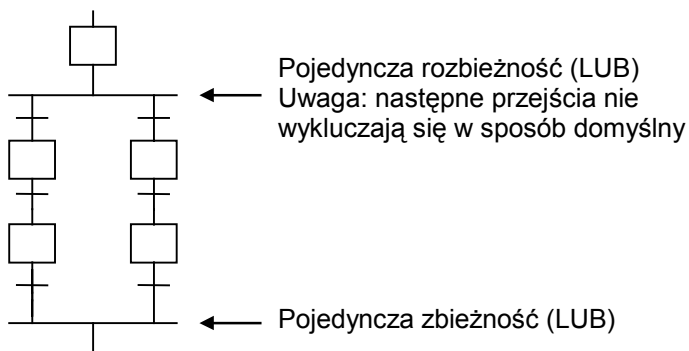 Pojedyncza rozbieżność (LUB)
Uwaga: następne przejścia nie
wykluczają się w sposób domyślny
Pojedyncza zbieżność (LUB)